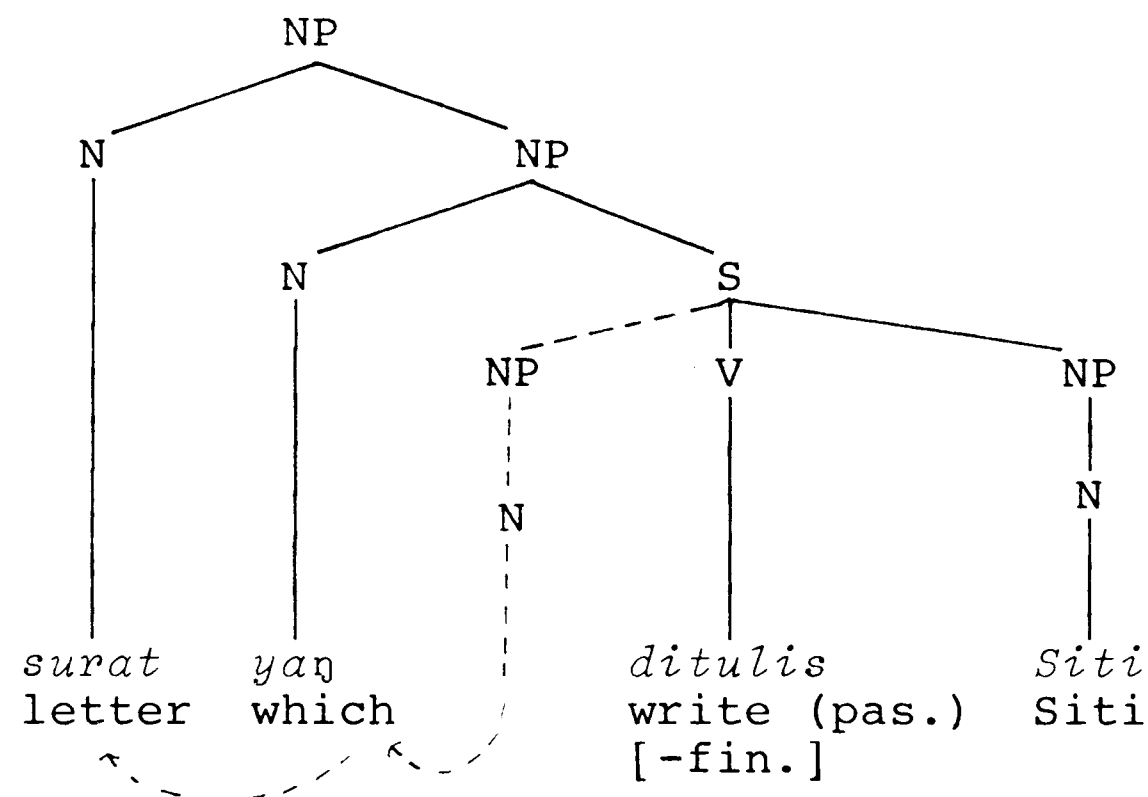 NP
N NP
N S
NP V NP
N N
surat yaŋ ditulis Siti
letter which write (pas.) Siti
[-fin.]